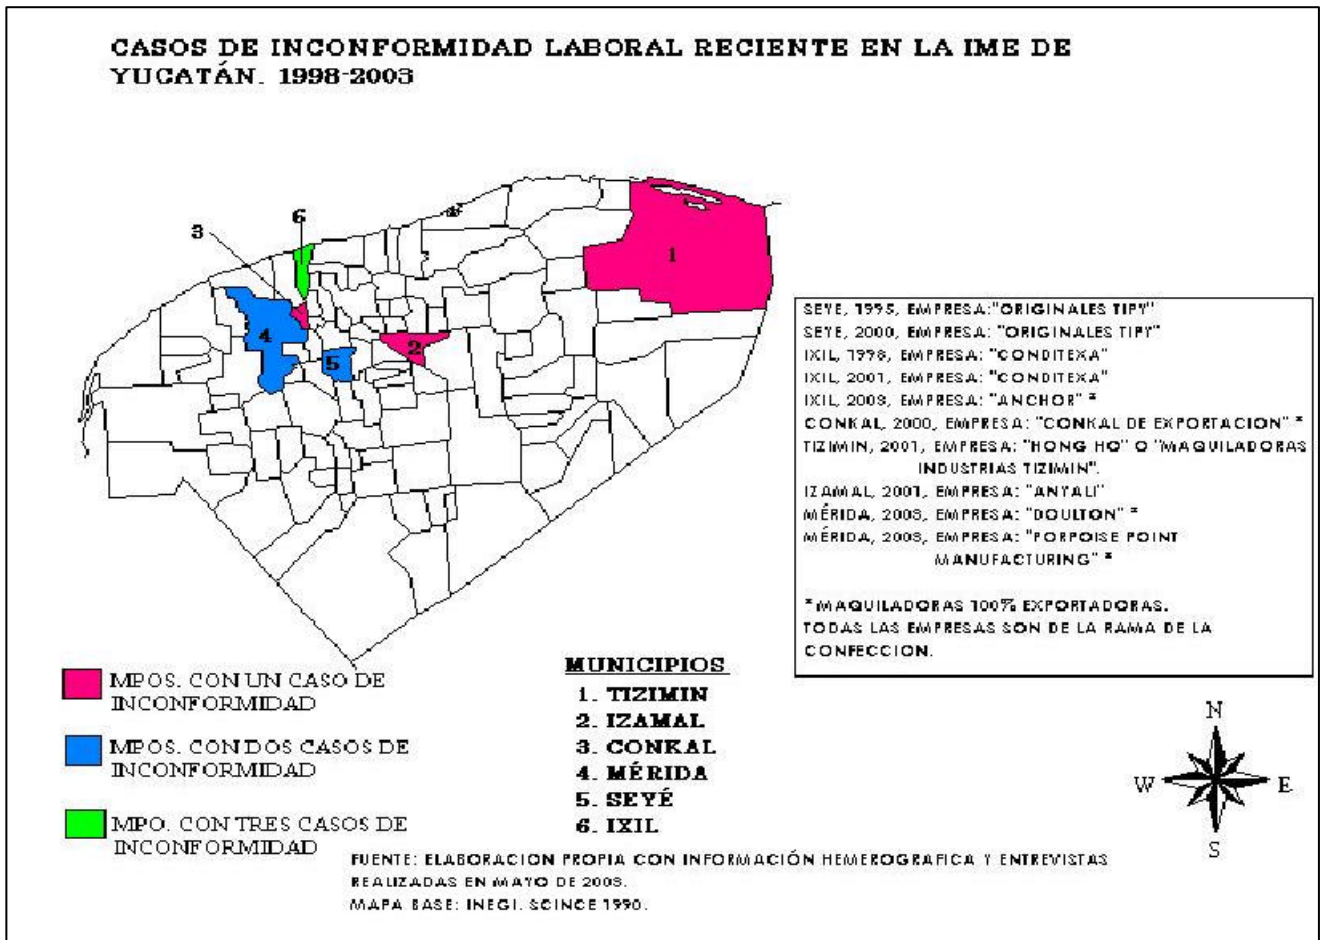 CASOS DE INCONFORMIDAD LABORAL RECIENTE EN LA IME DE
YUCATÁN. 1998-2003
6
3
1
4
2
5
SEYE, 1995, EMPRESA:"ORIGINALES TIPY"
SEYE, 2000, EMPRESA: "ORIGINALES TIPY"
IXIL, 1998, EMPRESA: "CONDITEXA"
IXIL, 2001, EMPRESA: "CONDITEXA"
IXIL, 2003, EMPRESA: "ANCHOR" *
CONKAL, 2000, EMPRESA: "CONKAL DE EXPORTACION" *
TIZIMIN, 2001, EMPRESA: "HONG HO" O "MAQUILADORAS
INDUSTRIAS TIZIMIN".
IZAMAL, 2001, EMPRESA: "ANYALI"
MÉRIDA, 2003, EMPRESA: "DOULTON" *
MÉRIDA, 2003, EMPRESA: "PORPOISE POINT
MANUFACTURING" *
*MAQUILADORAS 100% EXPORTADORAS.
TODAS LAS EMPRESAS SON DE LA RAMA DE LA
CONFECCION.
MPOS. CON UN CASO DE
INCONFORMIDAD
MPOS. CON DOS CASOS DE
INCONFORMIDAD
MPO. CON TRES CASOS DE
INCONFORMIDAD
MUNICIPIOS
1. TIZIMIN
2. IZAMAL
3. CONKAL
4. MÉRIDA
5. SEYÉ
6. IXIL
N
W
E
S
FUENTE: ELABORACION PROPIA CON INFORMACIÓN HEMEROGRAFICA Y ENTREVISTAS
REALIZADAS EN MAYO DE 2003.
MAPA BASE: INEGI. SCINCE 1990.